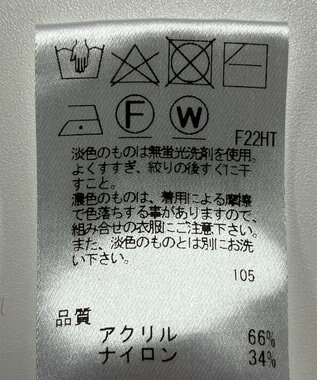 F W F22HT
淡色のものは無蛍光洗剤を使用。
よくすすぎ、絞りの後すぐに干
すこと。
濃色のものは、着用による摩擦
で色落ちする事がありますので、
組み合せの衣服にご注意下さい。
また、淡色のものとは別にお洗
い下さい。
105
品質
アクリル 66%
ナイロン 34%